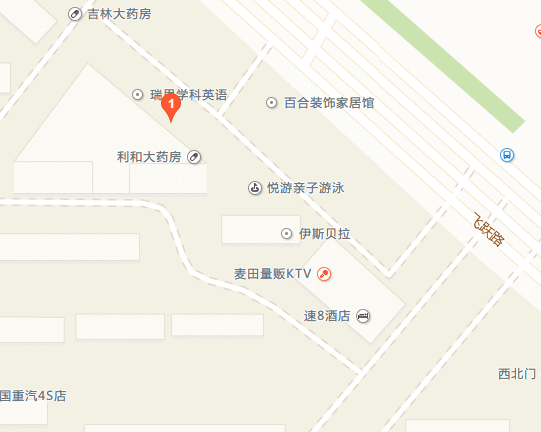 吉林大药房
瑞思学科英语
1
百合装饰家居馆
利和大药房
悦游亲子游泳
飞跃路
伊斯贝拉
麦田量贩KTV
速8酒店
西北门
国重汽4S店